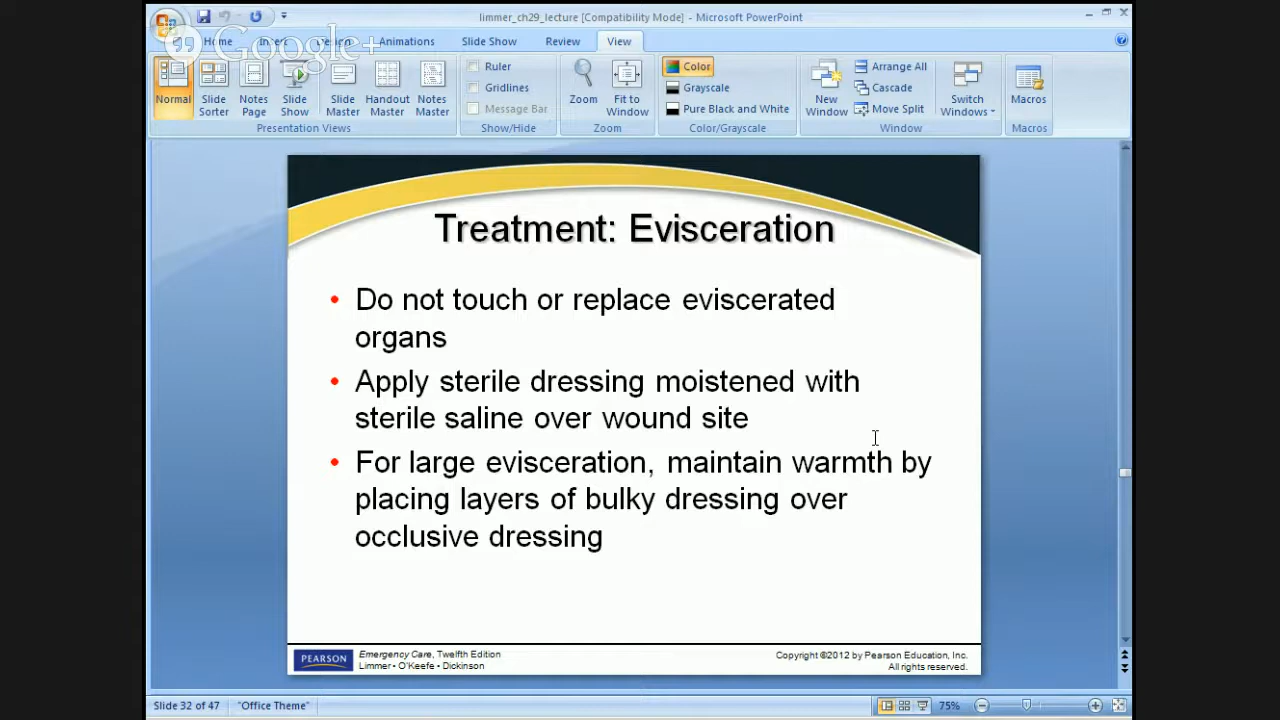 limmer_ch29_lecture [Compatibility Mode] - Microsoft PowerPoint
Google+
Home Insert Design Animations Slide Show Review View
Normal
Slide Sorter
Notes Page
Slide Show
Slide Master
Handout Master
Notes Master
Presentation Views
Ruler
Gridlines
Message Bar
Show/Hide
Zoom
Fit to Window
Zoom
Color
Grayscale
Pure Black and White
Color/Grayscale
New Window
Arrange All
Cascade
Move Split
Switch Windows
Window
Macros
Macros
Treatment: Evisceration
• Do not touch or replace eviscerated
organs
• Apply sterile dressing moistened with
sterile saline over wound site
• For large evisceration, maintain warmth by
placing layers of bulky dressing over
occlusive dressing
PEARSON
Emergency Care, Twelfth Edition
Limmer • O'Keefe • Dickinson
Copyright ©2012 by Pearson Education, Inc.
All rights reserved.
Slide 32 of 47 "Office Theme" 75%